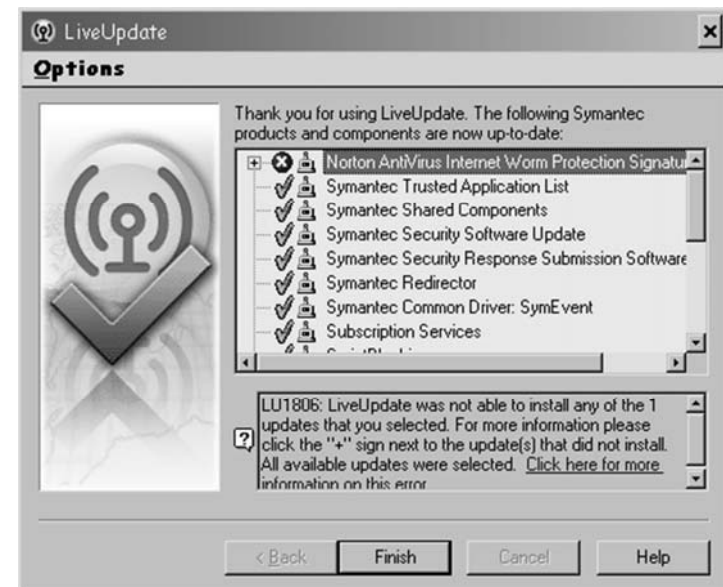 LiveUpdate
Options
Thank you for using LiveUpdate. The following Symantec
products and components are now up-to-date:
Norton AntiVirus Internet Worm Protection Signatur
Symantec Trusted Application List
Symantec Shared Components
Symantec Security Software Update
Symantec Security Response Submission Software
Symantec Redirector
Symantec Common Driver: SymEvent
Subscription Services
LU1806: LiveUpdate was not able to install any of the 1
updates that you selected. For more information please
click the "+" sign next to the update(s) that did not install.
All available updates were selected. Click here for more
information on this error
< Back
Finish
Cancel
Help